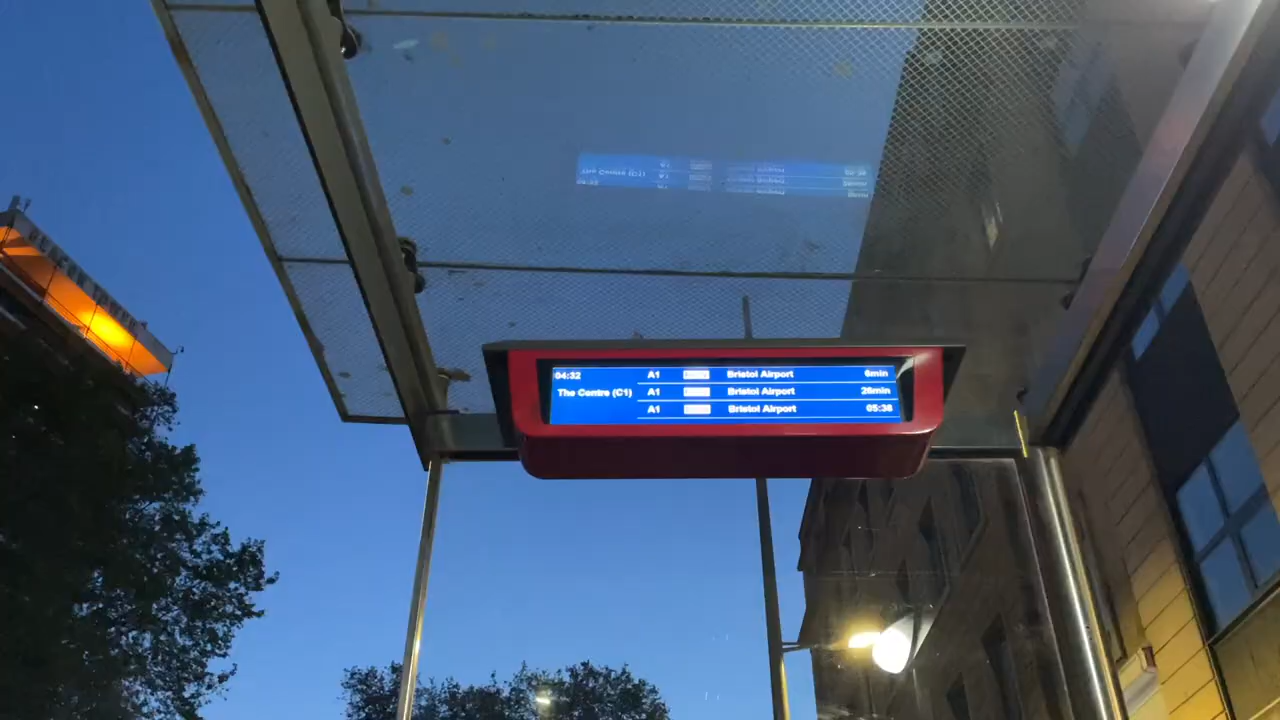 04:32
The Centre (C1)
A1 Bristol Airport 6min
A1 Bristol Airport 26min
A1 Bristol Airport 05:38